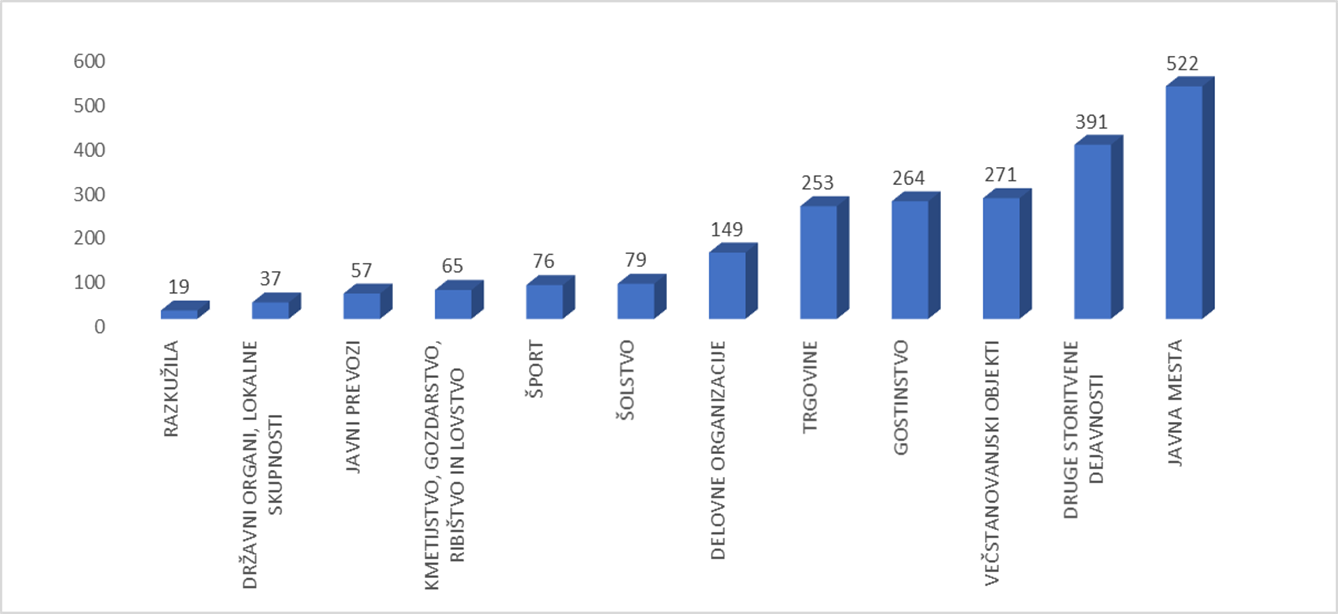 600
500
400
300
200
100
0
19
37
57
65
76
79
149
253
264
271
391
522
RAZKUŽILA
DRŽAVNI ORGANI, LOKALNE
SKUPNOSTI
JAVNI PREVOZI
KMETIJSTVO, GOZDARSTVO,
RIBIŠTVO IN LOVSTVO
ŠPORT
ŠOLSTVO
DELOVNE ORGANIZACIJE
TRGOVINE
GOSTINSTVO
VEČSTANOVANJSKI OBJEKTI
DRUGE STORITVENE
DEJAVNOSTI
JAVNA MESTA